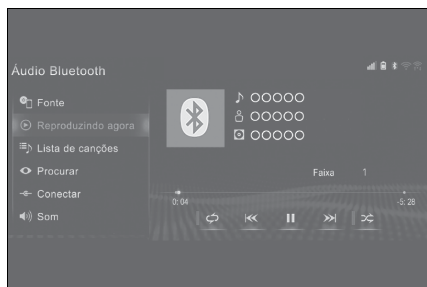 Áudio Bluetooth
Fonte
Reproduzindo agora
Lista de canções
Procurar
Conectar
Som
OOOOO
OOOOO
OOOOO
Faixa 1
0: 04
-5: 28